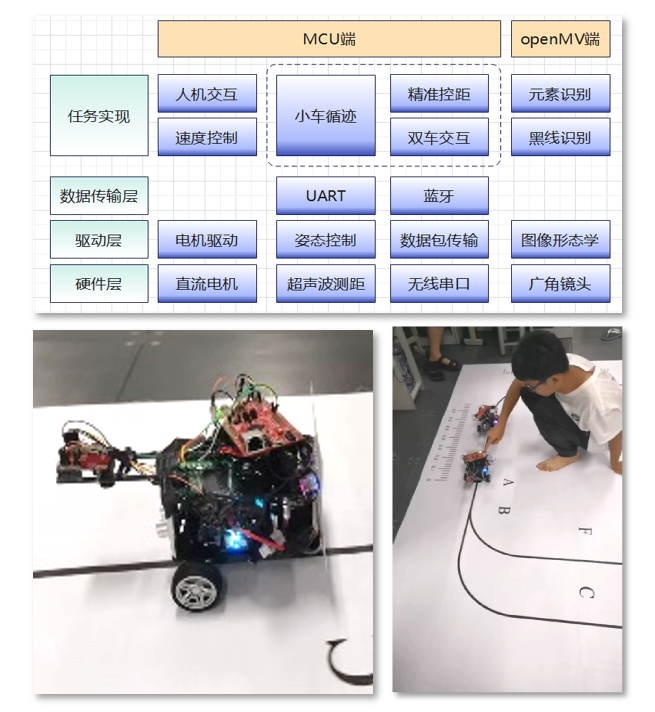 MCU端
openMV端
任务实现
人机交互
小车循迹
精准控距
元素识别
速度控制
双车交互
黑线识别
数据传输层
UART
蓝牙
驱动层
电机驱动
姿态控制
数据包传输
图像形态学
硬件层
直流电机
超声波测距
无线串口
广角镜头
A
B
F
C